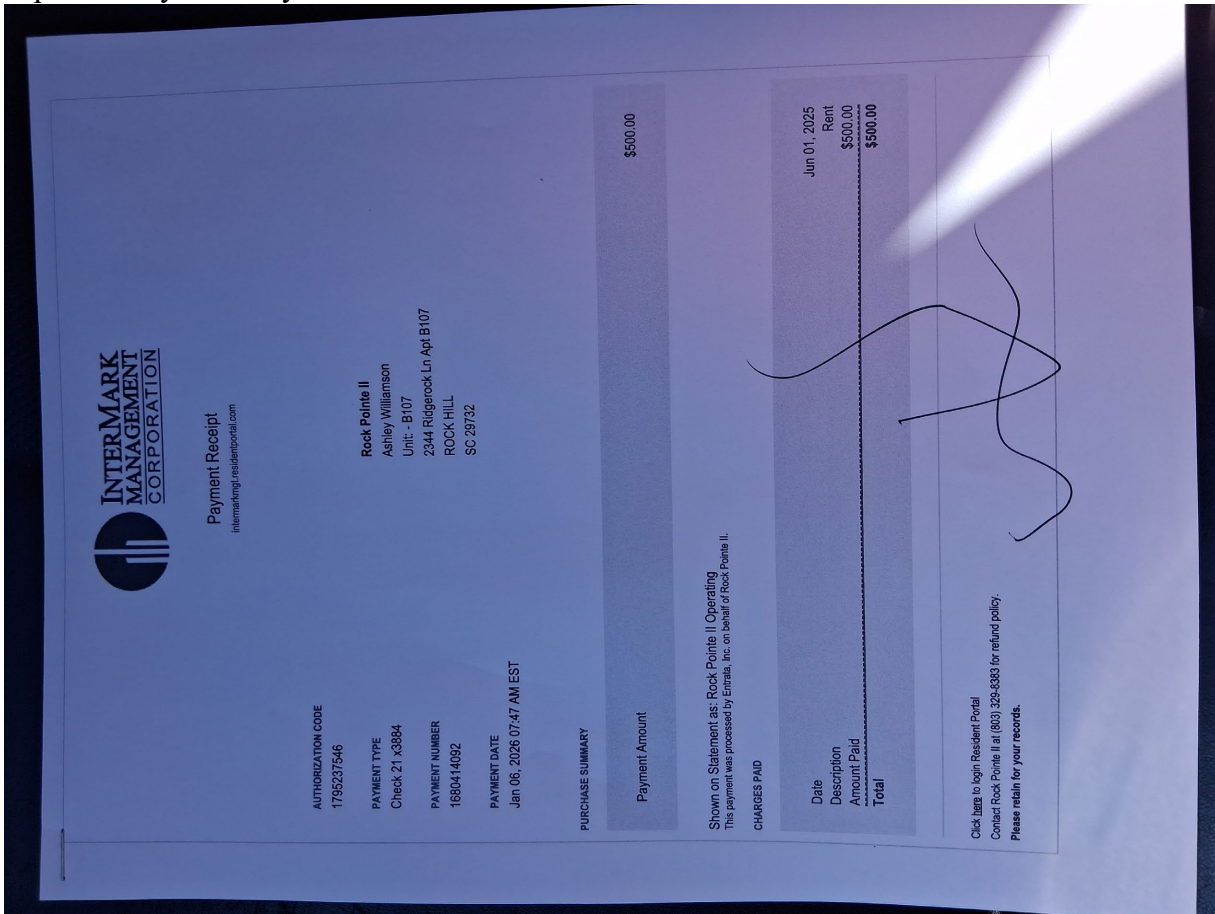 INTERMARK
MANAGEMENT
CORPORATION
Payment Receipt
intermarkmgt.residentportal.com
Rock Pointe II
Ashley Williamson
Unit: - B107
2344 Ridgerock Ln Apt B107
ROCK HILL
SC 29732
AUTHORIZATION CODE
1795237546
PAYMENT TYPE
Check 21 x3884
PAYMENT NUMBER
1680414092
PAYMENT DATE
Jan 06, 2026 07:47 AM EST
PURCHASE SUMMARY
Payment Amount $500.00
Shown on Statement as: Rock Pointe II Operating
This payment was processed by Entrata, Inc. on behalf of Rock Pointe II.
CHARGES PAID
Date Jun 01, 2025
Description Rent
Amount Paid $500.00
Total $500.00
Click here to login Resident Portal
Contact Rock Pointe II at (803) 329-8383 for refund policy.
Please retain for your records.